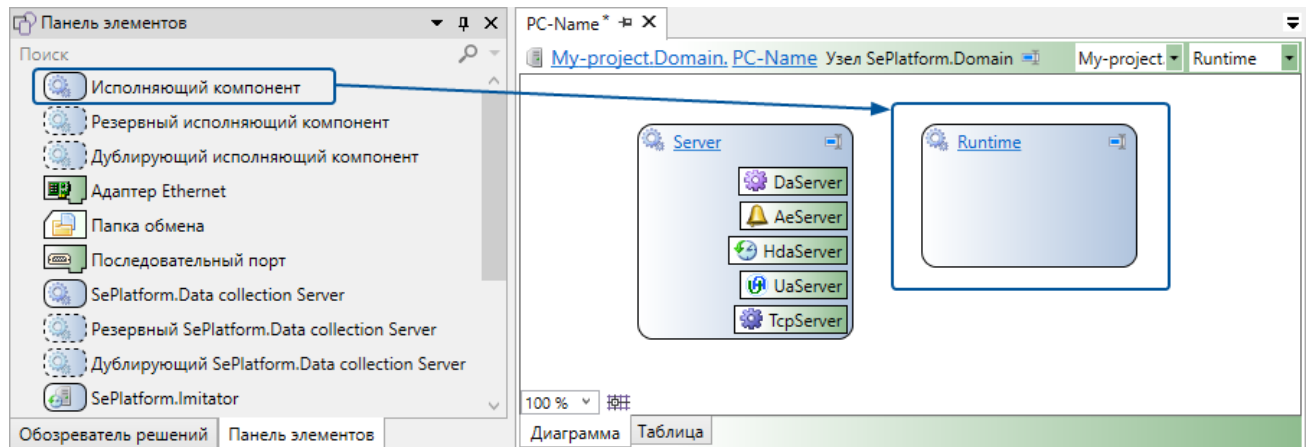 Панель элементов
Поиск
Исполняющий компонент
Резервный исполняющий компонент
Дублирующий исполняющий компонент
Адаптер Ethernet
Папка обмена
Последовательный порт
SePlatform.Data collection Server
Резервный SePlatform.Data collection Server
Дублирующий SePlatform.Data collection Server
SePlatform.Imitator
Обозреватель решений Панель элементов
PC-Name*
My-project.Domain. PC-Name Узел SePlatform.Domain My-project. Runtime
Server
DaServer
AeServer
HdaServer
UaServer
TcpServer
Runtime
100 %
Диаграмма Таблица